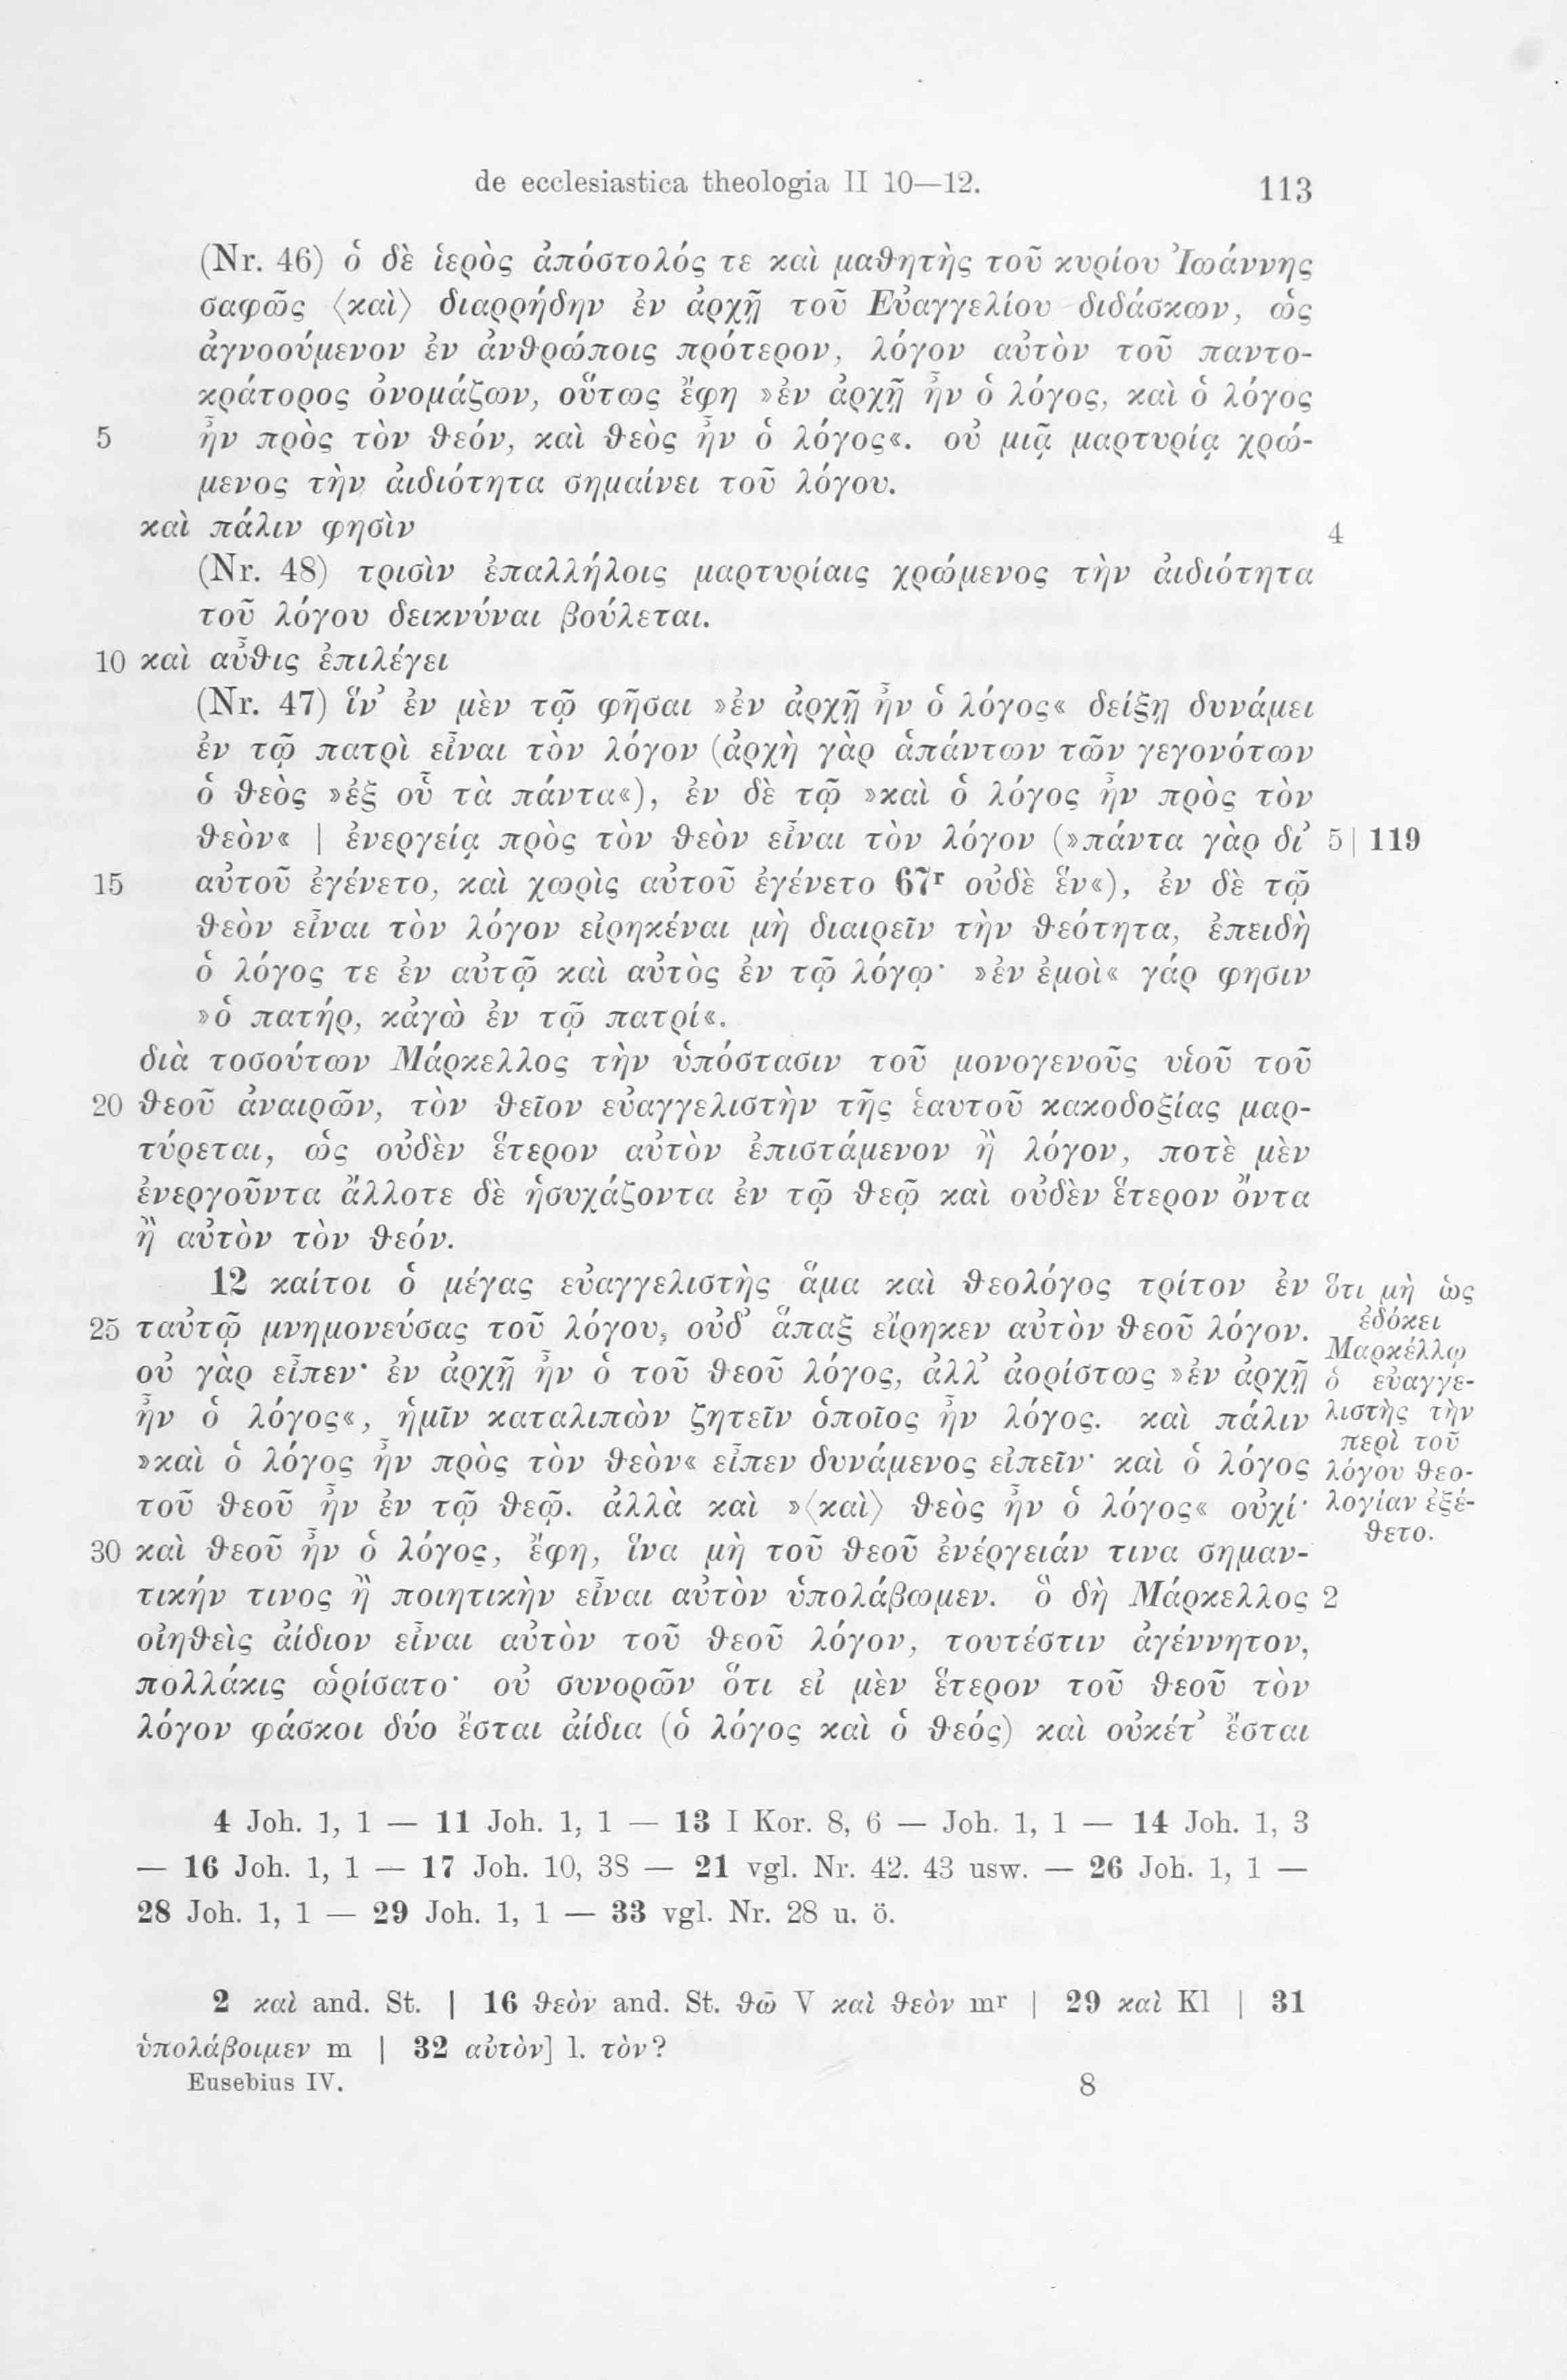 de ecclesiastica theologia II 10—12. 113
(Nr. 46) ὁ δὲ ἱερὸς ἀπόστολός τε καὶ μαθητὴς τοῦ κυρίου Ἰωάννης
σαφῶς ⟨καὶ⟩ διαρρήδην ἐν ἀρχῇ τοῦ Εὐαγγελίου διδάσκων, ὡς
ἀγνοούμενον ἐν ἀνθρώποις πρότερον, λόγον αὐτὸν τοῦ παντο-
κράτορος ὀνομάζων, οὕτως ἔφη »ἐν ἀρχῇ ἦν ὁ λόγος, καὶ ὁ λόγος
5 ἦν πρὸς τὸν θεόν, καὶ θεὸς ἦν ὁ λόγος«. οὐ μιᾷ μαρτυρίᾳ χρώ-
μενος τὴν ἀιδιότητα σημαίνει τοῦ λόγου.
καὶ πάλιν φησὶν 4
(Nr. 48) τρισὶν ἐπαλλήλοις μαρτυρίαις χρώμενος τὴν ἀιδιότητα
τοῦ λόγου δεικνύναι βούλεται.
10 καὶ αὖθις ἐπιλέγει
(Nr. 47) ἵν’ ἐν μὲν τῷ φῆσαι »ἐν ἀρχῇ ἦν ὁ λόγος« δείξῃ δυνάμει
ἐν τῷ πατρὶ εἶναι τὸν λόγον (ἀρχὴ γὰρ ἁπάντων τῶν γεγονότων
ὁ θεὸς »ἐξ οὗ τὰ πάντα«), ἐν δὲ τῷ »καὶ ὁ λόγος ἦν πρὸς τὸν
θεὸν« | ἐνεργείᾳ πρὸς τὸν θεὸν εἶναι τὸν λόγον (»πάντα γὰρ δι’ 5 | 119
15 αὐτοῦ ἐγένετο, καὶ χωρὶς αὐτοῦ ἐγένετο 67r οὐδὲ ἕν«), ἐν δὲ τῷ
θεὸν εἶναι τὸν λόγον εἰρηκέναι μὴ διαιρεῖν τὴν θεότητα, ἐπειδὴ
ὁ λόγος τε ἐν αὐτῷ καὶ αὐτὸς ἐν τῷ λόγῳ· »ἐν ἐμοὶ« γάρ φησιν
»ὁ πατήρ, κἀγὼ ἐν τῷ πατρί«.
διὰ τοσούτων Μάρκελλος τὴν ὑπόστασιν τοῦ μονογενοῦς υἱοῦ τοῦ
20 θεοῦ ἀναιρῶν, τὸν θεῖον εὐαγγελιστὴν τῆς ἑαυτοῦ κακοδοξίας μαρ-
τύρεται, ὡς οὐδὲν ἕτερον αὐτὸν ἐπιστάμενον ἢ λόγον, ποτὲ μὲν
ἐνεργοῦντα ἄλλοτε δὲ ἡσυχάζοντα ἐν τῷ θεῷ καὶ οὐδὲν ἕτερον ὄντα
ἢ αὐτὸν τὸν θεόν.
12 καίτοι ὁ μέγας εὐαγγελιστὴς ἅμα καὶ θεολόγος τρίτον ἐν
25 ταὐτῷ μνημονεύσας τοῦ λόγου, οὐδ’ ἅπαξ εἴρηκεν αὐτὸν θεοῦ λόγον.
οὐ γὰρ εἶπεν· ἐν ἀρχῇ ἦν ὁ τοῦ θεοῦ λόγος, ἀλλ’ ἀορίστως »ἐν ἀρχῇ
ἦν ὁ λόγος«, ἡμῖν καταλιπὼν ζητεῖν ὁποῖος ἦν λόγος. καὶ πάλιν
»καὶ ὁ λόγος ἦν πρὸς τὸν θεὸν« εἶπεν δυνάμενος εἰπεῖν· καὶ ὁ λόγος
τοῦ θεοῦ ἦν ἐν τῷ θεῷ. ἀλλὰ καὶ »⟨καὶ⟩ θεὸς ἦν ὁ λόγος« οὐχί·
30 καὶ θεοῦ ἦν ὁ λόγος, ἔφη, ἵνα μὴ τοῦ θεοῦ ἐνέργειάν τινα σημαν-
τικήν τινος ἢ ποιητικὴν εἶναι αὐτὸν ὑπολάβωμεν. ὃ δὴ Μάρκελλος 2
οἰηθεὶς ἀίδιον εἶναι αὐτὸν τοῦ θεοῦ λόγον, τουτέστιν ἀγέννητον,
πολλάκις ὡρίσατο· οὐ συνορῶν ὅτι εἰ μὲν ἕτερον τοῦ θεοῦ τὸν
λόγον φάσκοι δύο ἔσται ἀίδια (ὁ λόγος καὶ ὁ θεός) καὶ οὐκέτ’ ἔσται
ὅτι μὴ ὡς
ἐδόκει
Μαρκέλλῳ
ὁ εὐαγγε-
λιστὴς τὴν
περὶ τοῦ
λόγου θεο-
λογίαν ἐξέ-
θετο.
4 Joh. 1, 1 — 11 Joh. 1, 1 — 13 I Kor. 8, 6 — Joh. 1, 1 — 14 Joh. 1, 3
— 16 Joh. 1, 1 — 17 Joh. 10, 38 — 21 vgl. Nr. 42. 43 usw. — 26 Joh. 1, 1 —
28 Joh. 1, 1 — 29 Joh. 1, 1 — 33 vgl. Nr. 28 u. ö.
2 καὶ and. St. | 16 θεὸν and. St. θω̄ V καὶ θεὸν mr | 29 καὶ Kl | 31
ὑπολάβοιμεν m | 32 αὐτὸν] l. τὸν?
Eusebius IV. 8